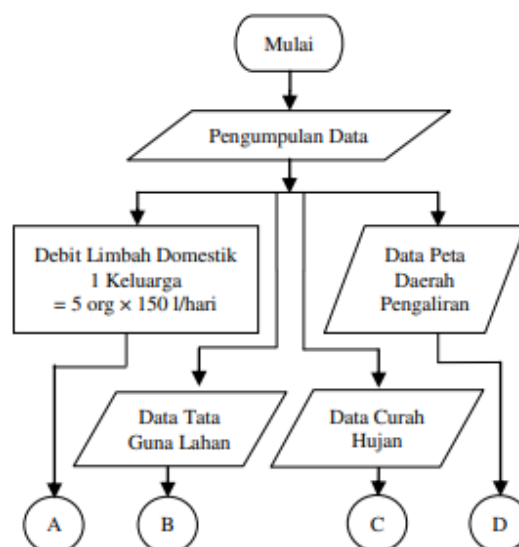 Mulai
Pengumpulan Data
Debit Limbah Domestik
1 Keluarga
= 5 org × 150 l/hari
Data Peta
Daerah
Pengaliran
Data Tata
Guna Lahan
Data Curah
Hujan
A
B
C
D